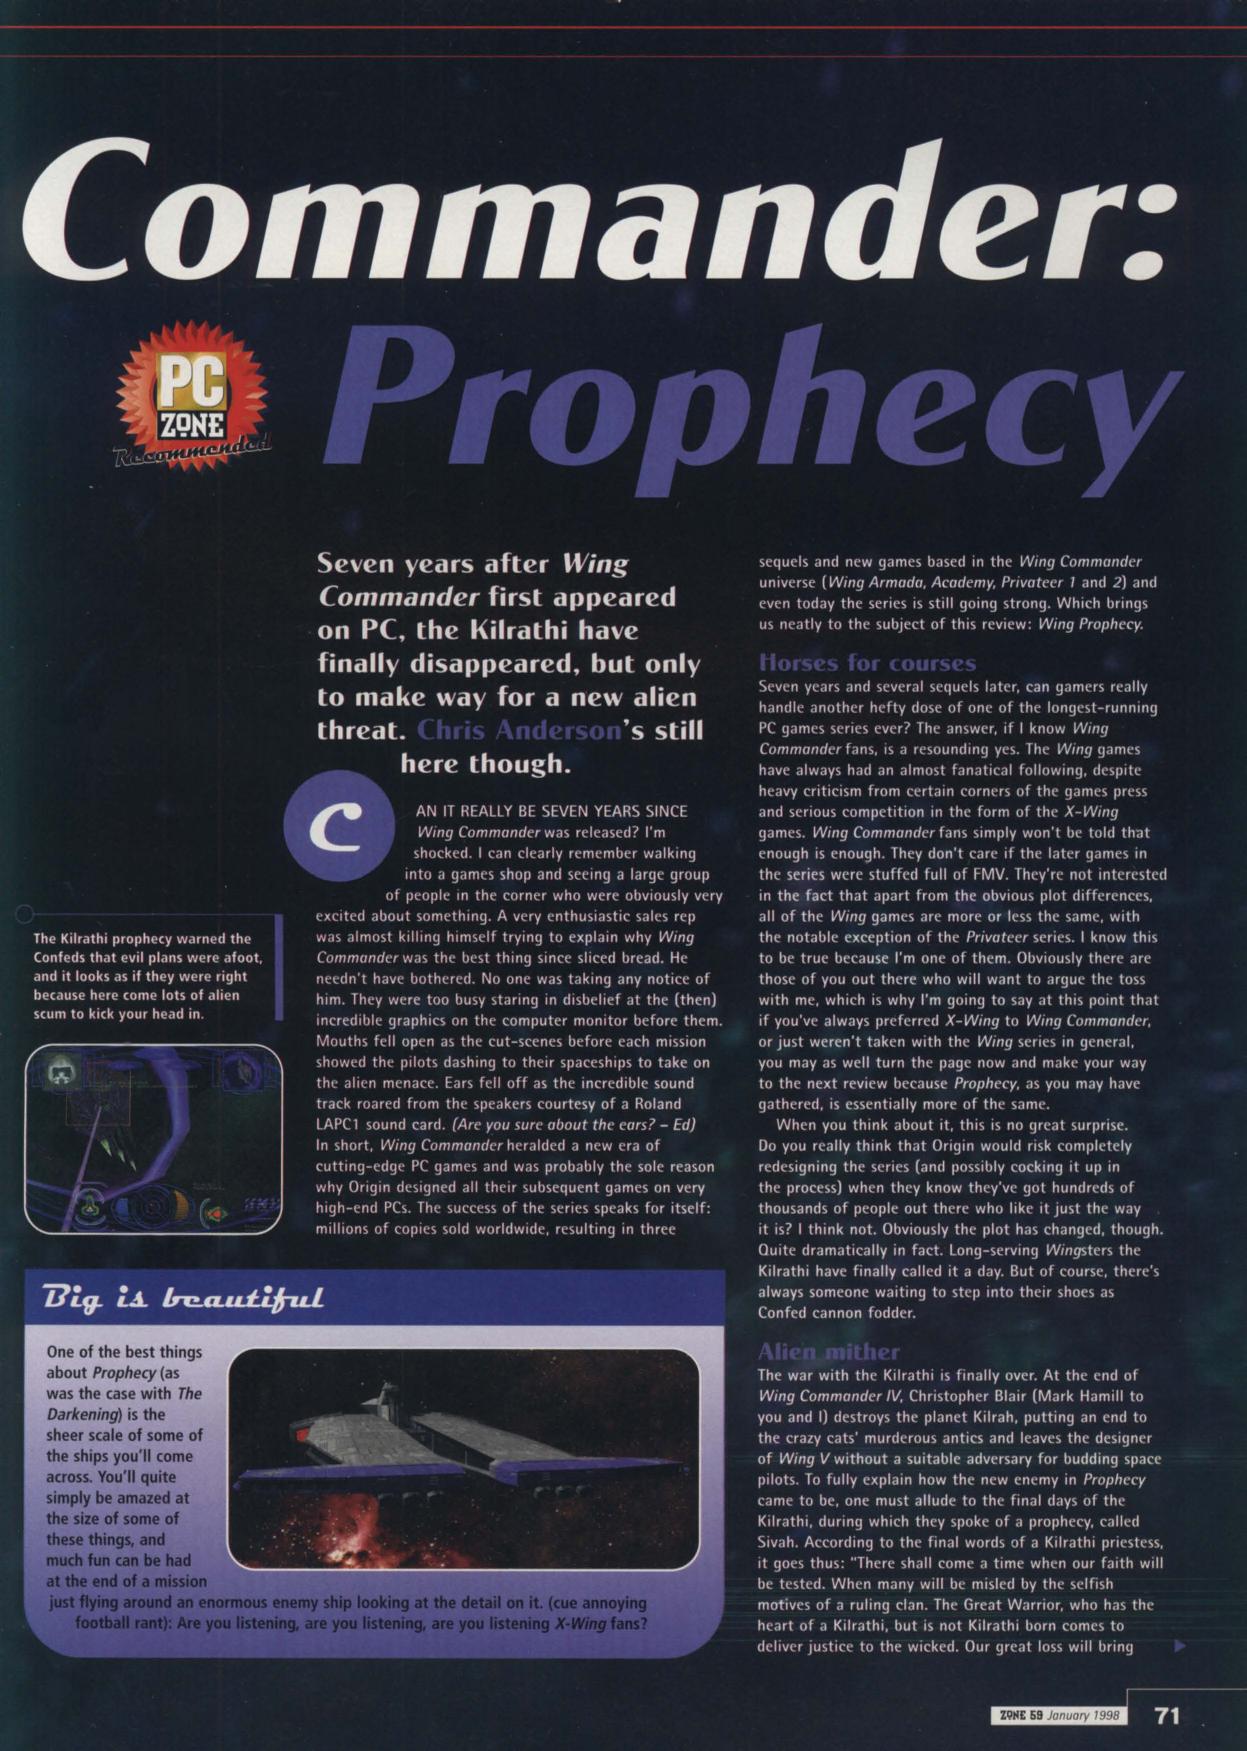 Commander:
Prophecy
PC
ZONE
Recommended
Seven years after Wing
Commander first appeared
on PC, the Kilrathi have
finally disappeared, but only
to make way for a new alien
threat. Chris Anderson's still
here though.
CAN IT REALLY BE SEVEN YEARS SINCE
Wing Commander was released? I'm
shocked. I can clearly remember walking
into a games shop and seeing a large group
of people in the corner who were obviously very
excited about something. A very enthusiastic sales rep
was almost killing himself trying to explain why Wing
Commander was the best thing since sliced bread. He
needn't have bothered. No one was taking any notice of
him. They were too busy staring in disbelief at the (then)
incredible graphics on the computer monitor before them.
Mouths fell open as the cut-scenes before each mission
showed the pilots dashing to their spaceships to take on
the alien menace. Ears fell off as the incredible sound
track roared from the speakers courtesy of a Roland
LAPC1 sound card. (Are you sure about the ears? – Ed)
In short, Wing Commander heralded a new era of
cutting-edge PC games and was probably the sole reason
why Origin designed all their subsequent games on very
high-end PCs. The success of the series speaks for itself:
millions of copies sold worldwide, resulting in three
sequels and new games based in the Wing Commander
universe (Wing Armada, Academy, Privateer 1 and 2) and
even today the series is still going strong. Which brings
us neatly to the subject of this review: Wing Prophecy.
Horses for courses
Seven years and several sequels later, can gamers really
handle another hefty dose of one of the longest-running
PC games series ever? The answer, if I know Wing
Commander fans, is a resounding yes. The Wing games
have always had an almost fanatical following, despite
heavy criticism from certain corners of the games press
and serious competition in the form of the X-Wing
games. Wing Commander fans simply won't be told that
enough is enough. They don't care if the later games in
the series were stuffed full of FMV. They're not interested
in the fact that apart from the obvious plot differences,
all of the Wing games are more or less the same, with
the notable exception of the Privateer series. I know this
to be true because I'm one of them. Obviously there are
those of you out there who will want to argue the toss
with me, which is why I'm going to say at this point that
if you've always preferred X-Wing to Wing Commander,
or just weren't taken with the Wing series in general,
you may as well turn the page now and make your way
to the next review because Prophecy, as you may have
gathered, is essentially more of the same.
When you think about it, this is no great surprise.
Do you really think that Origin would risk completely
redesigning the series (and possibly cocking it up in
the process) when they know they've got hundreds of
thousands of people out there who like it just the way
it is? I think not. Obviously the plot has changed, though.
Quite dramatically in fact. Long-serving Wingsters the
Kilrathi have finally called it a day. But of course, there's
always someone waiting to step into their shoes as
Confed cannon fodder.
Alien mither
The war with the Kilrathi is finally over. At the end of
Wing Commander IV, Christopher Blair (Mark Hamill to
you and I) destroys the planet Kilrah, putting an end to
the crazy cats' murderous antics and leaves the designer
of Wing V without a suitable adversary for budding space
pilots. To fully explain how the new enemy in Prophecy
came to be, one must allude to the final days of the
Kilrathi, during which they spoke of a prophecy, called
Sivah. According to the final words of a Kilrathi priestess,
it goes thus: "There shall come a time when our faith will
be tested. When many will be misled by the selfish
motives of a ruling clan. The Great Warrior, who has the
heart of a Kilrathi, but is not Kilrathi born comes to
deliver justice to the wicked. Our great loss will bring
The Kilrathi prophecy warned the
Confeds that evil plans were afoot,
and it looks as if they were right
because here come lots of alien
scum to kick your head in.
Big is beautiful
One of the best things
about Prophecy (as
was the case with The
Darkening) is the
sheer scale of some of
the ships you'll come
across. You'll quite
simply be amazed at
the size of some of
these things, and
much fun can be had
at the end of a mission
just flying around an enormous enemy ship looking at the detail on it. (cue annoying
football rant): Are you listening, are you listening, are you listening X-Wing fans?
ZONE 59 January 1998
71